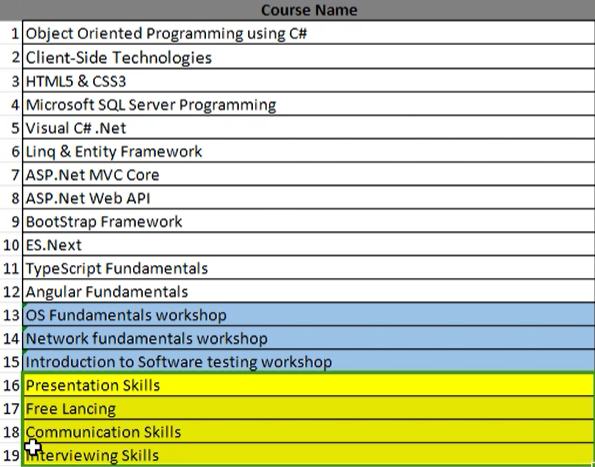 Course Name
1 Object Oriented Programming using C#
2 Client-Side Technologies
3 HTML5 & CSS3
4 Microsoft SQL Server Programming
5 Visual C# .Net
6 Linq & Entity Framework
7 ASP.Net MVC Core
8 ASP.Net Web API
9 BootStrap Framework
10 ES.Next
11 TypeScript Fundamentals
12 Angular Fundamentals
13 OS Fundamentals workshop
14 Network fundamentals workshop
15 Introduction to Software testing workshop
16 Presentation Skills
17 Free Lancing
18 Communication Skills
19 Interviewing Skills